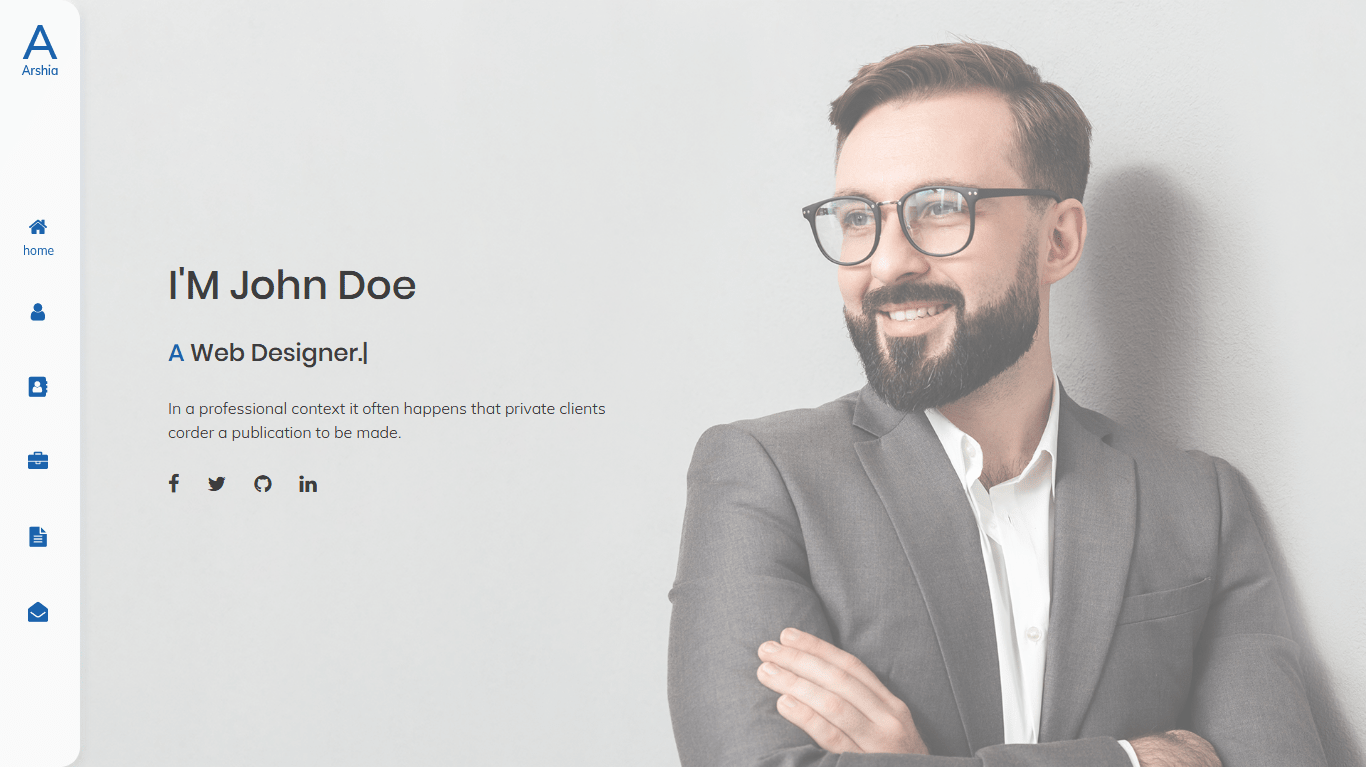 A
Arshia
home
I'M John Doe
A Web Designer.|
In a professional context it often happens that private clients
corder a publication to be made.